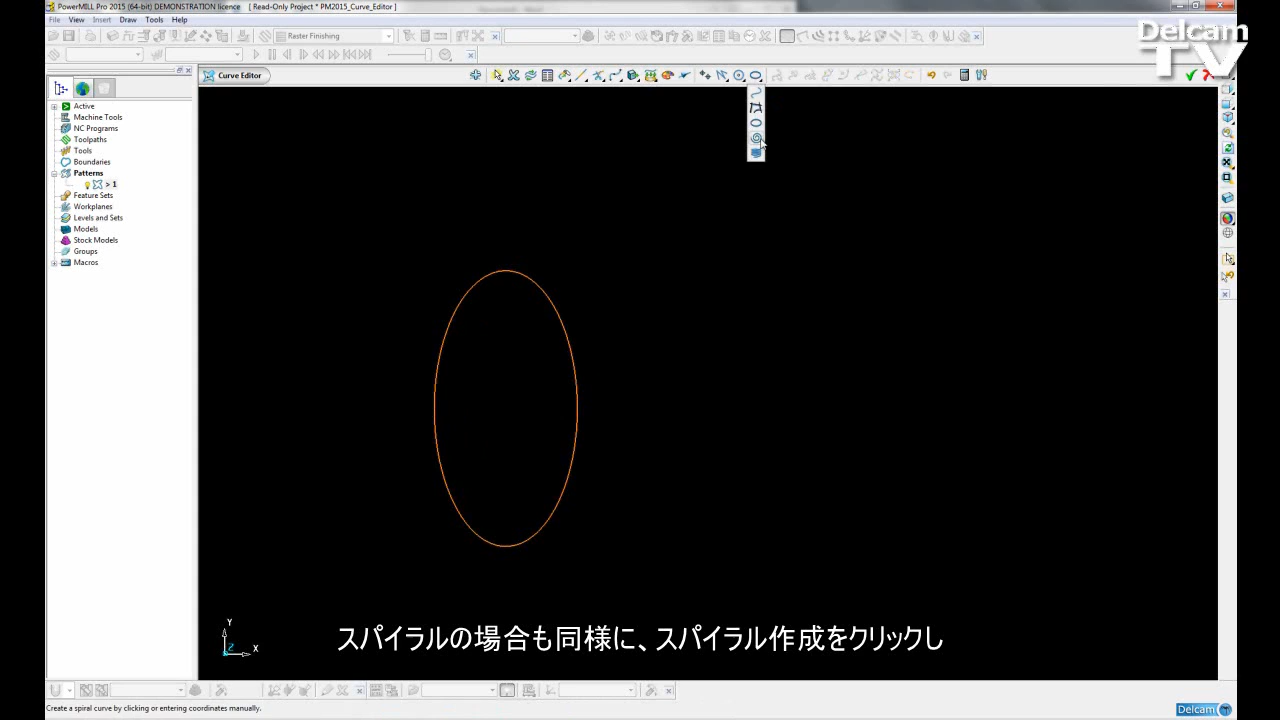 PowerMILL Pro 2015 (64-bit) DEMONSTRATION licence [ Read-Only Project * PM2015_Curve_Editor ]
File View Insert Draw Tools Help
Raster Finishing
Delcam
TV
Curve Editor
Active
Machine Tools
NC Programs
Toolpaths
Tools
Boundaries
Patterns
> 1
Feature Sets
Workplanes
Levels and Sets
Models
Stock Models
Groups
Macros
Y
Z
X
スパイラルの場合も同様に、スパイラル作成をクリックし
Create a spiral curve by clicking or entering coordinates manually.
Delcam